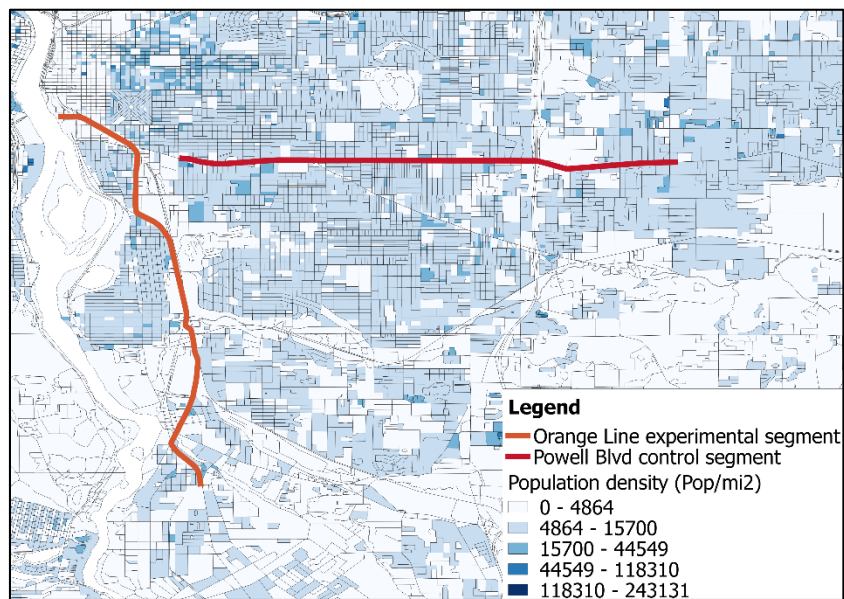 Legend
Orange Line experimental segment
Powell Blvd control segment
Population density (Pop/mi2)
0 - 4864
4864 - 15700
15700 - 44549
44549 - 118310
118310 - 243131